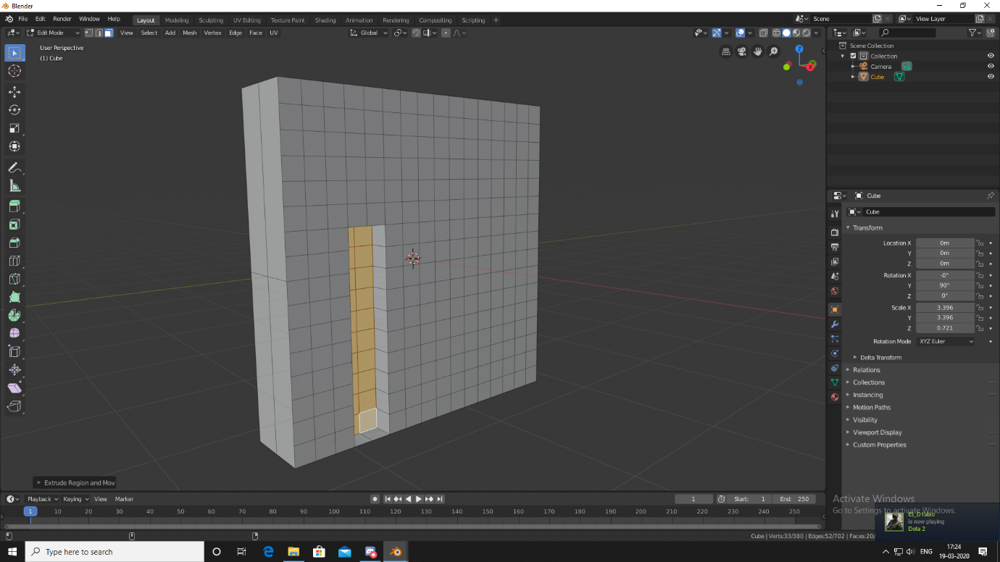 Blender
File Edit Render Window Help
Layout Modeling Sculpting UV Editing Texture Paint Shading Animation Rendering Compositing Scripting +
Scene
View Layer
Edit Mode
View Select Add Mesh Vertex Edge Face UV
Global
User Perspective
(1) Cube
Z
Y
X
Scene Collection
Collection
Camera
Cube
Cube
Cube
Transform
Location X 0m
Y 0m
Z 0m
Rotation X -0°
Y 90°
Z 0°
Scale X 3.396
Y 3.396
Z 0.721
Rotation Mode XYZ Euler
Delta Transform
Relations
Collections
Instancing
Motion Paths
Visibility
Viewport Display
Custom Properties
Extrude Region and Mov
Playback Keying View Marker
1
Start: 1
End: 250
1 10 20 30 40 50 60 70 80 90 100 110 120 130 140 150 160 170 180 190 200 210 220 230 240 250
Activate Windows
Go to Settings to activate Windows.
El_D1ablo
is now playing
Dota 2
Cube | Verts:33/380 | Edges:52/702 | Faces:20/
Type here to search
ENG
17:24
19-03-2020